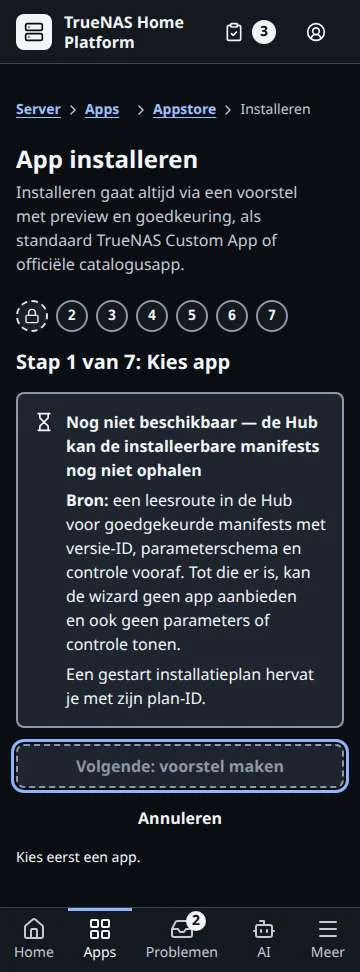 TrueNAS Home
Platform
3
Server > Apps > Appstore > Installeren
App installeren
Installeren gaat altijd via een voorstel
met preview en goedkeuring, als
standaard TrueNAS Custom App of
officiële catalogusapp.
2 3 4 5 6 7
Stap 1 van 7: Kies app
Nog niet beschikbaar — de Hub
kan de installeerbare manifests
nog niet ophalen
Bron: een leesroute in de Hub
voor goedgekeurde manifests met
versie-ID, parameterschema en
controle vooraf. Tot die er is, kan
de wizard geen app aanbieden
en ook geen parameters of
controle tonen.
Een gestart installatieplan hervat
je met zijn plan-ID.
Volgende: voorstel maken
Annuleren
Kies eerst een app.
2
Home Apps Problemen AI Meer